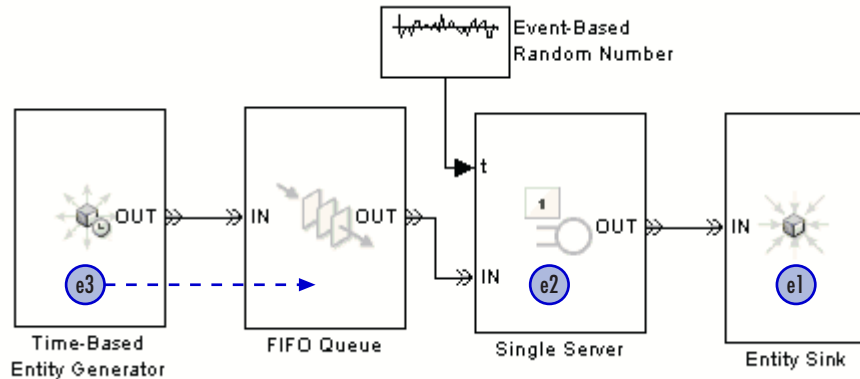 Event-Based
Random Number
OUT
IN
OUT
t
IN
1
OUT
IN
e3
e2
e1
Time-Based
Entity Generator
FIFO Queue
Single Server
Entity Sink